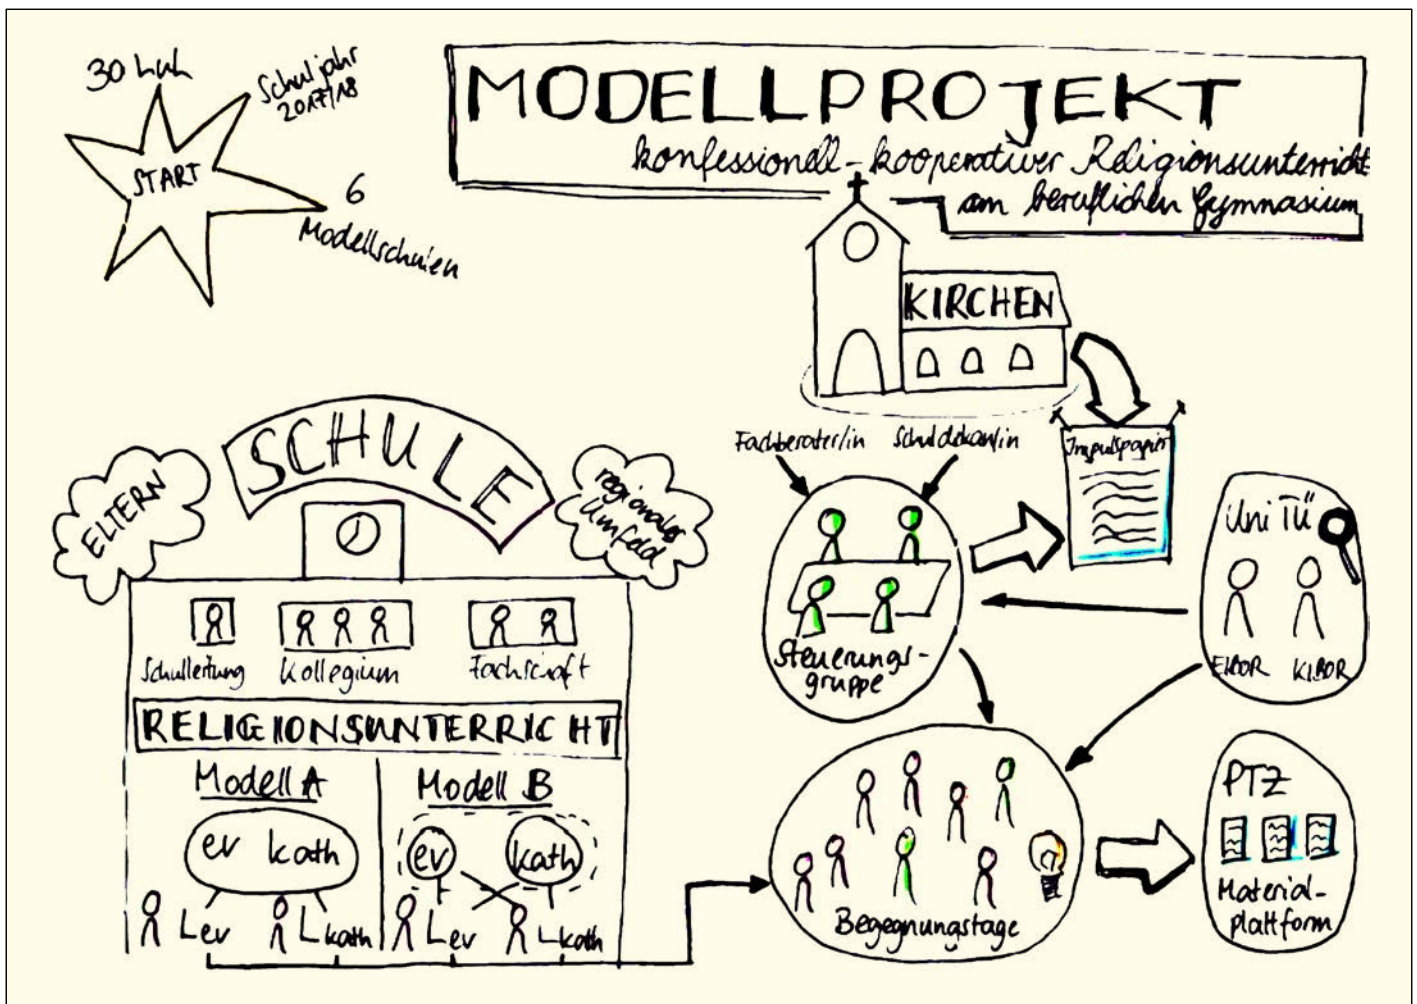 30 LuL
Schuljahr
2017/18
START
6
Modellschulen
MODELLPROJEKT
konfessionell-kooperativer Religionsunterricht
am beruflichen Gymnasium
KIRCHEN
Fachberater/in Schuldekan/in
Impulspapier
Steuerungs-
gruppe
Uni TÜ
EIBOR KIBOR
SCHULE
ELTERN
regionales
Umfeld
Schulleitung Kollegium Fachschaft
RELIGIONSUNTERRICHT
Modell A
ev kath
Lev Lkath
Modell B
ev kath
Lev Lkath
Begegnungstage
PTZ
Material-
plattform